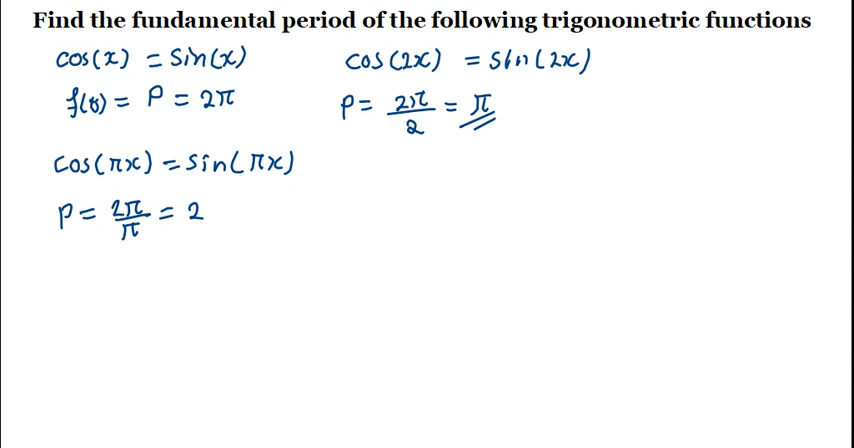 Find the fundamental period of the following trigonometric functions
cos(x) = sin(x)
f(x) = P = 2π
cos(2x) = sin(2x)
P = 2π/2 = π
cos(πx) = sin(πx)
P = 2π/π = 2